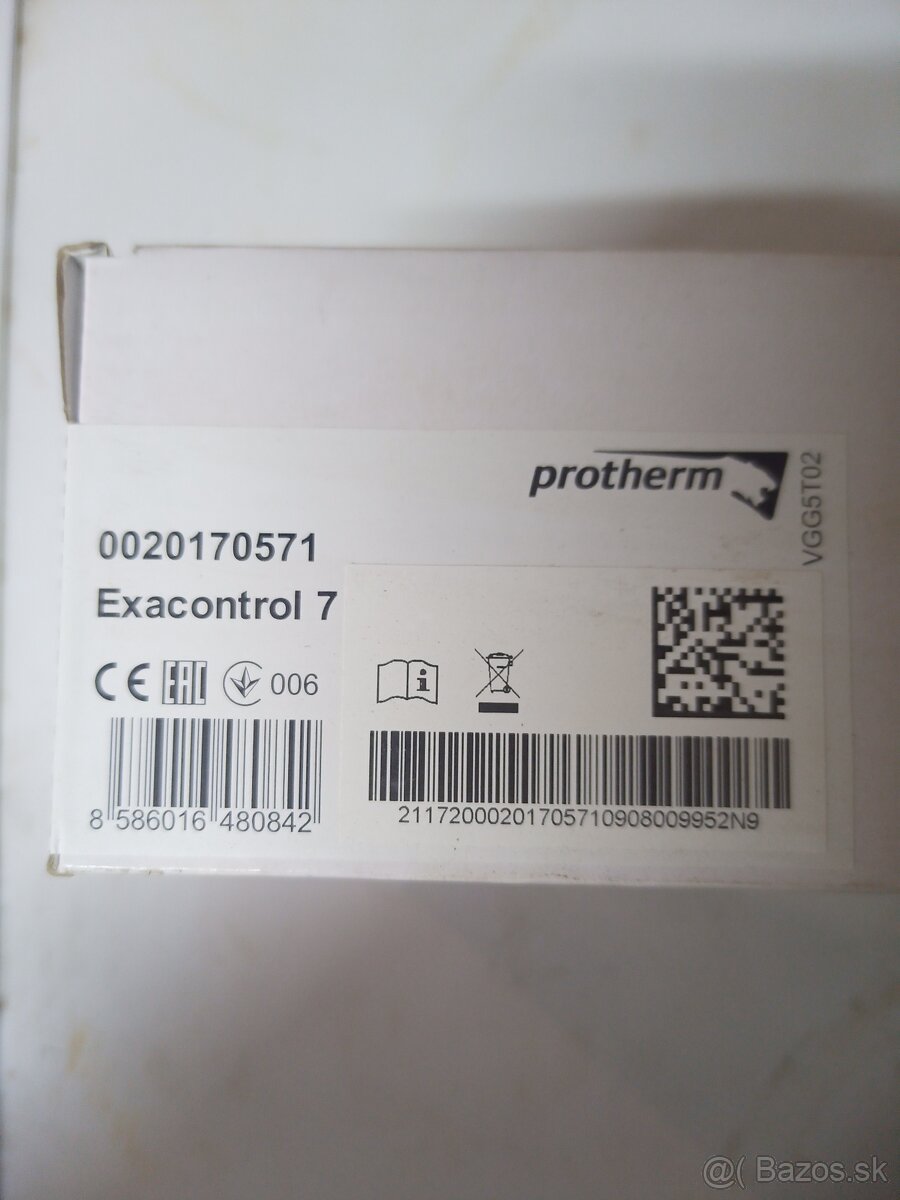 protherm
VGG5T02
0020170571
Exacontrol 7
CE EAC 006
i
8 586016 480842
21172000201705710908009952N9
@( Bazos.sk